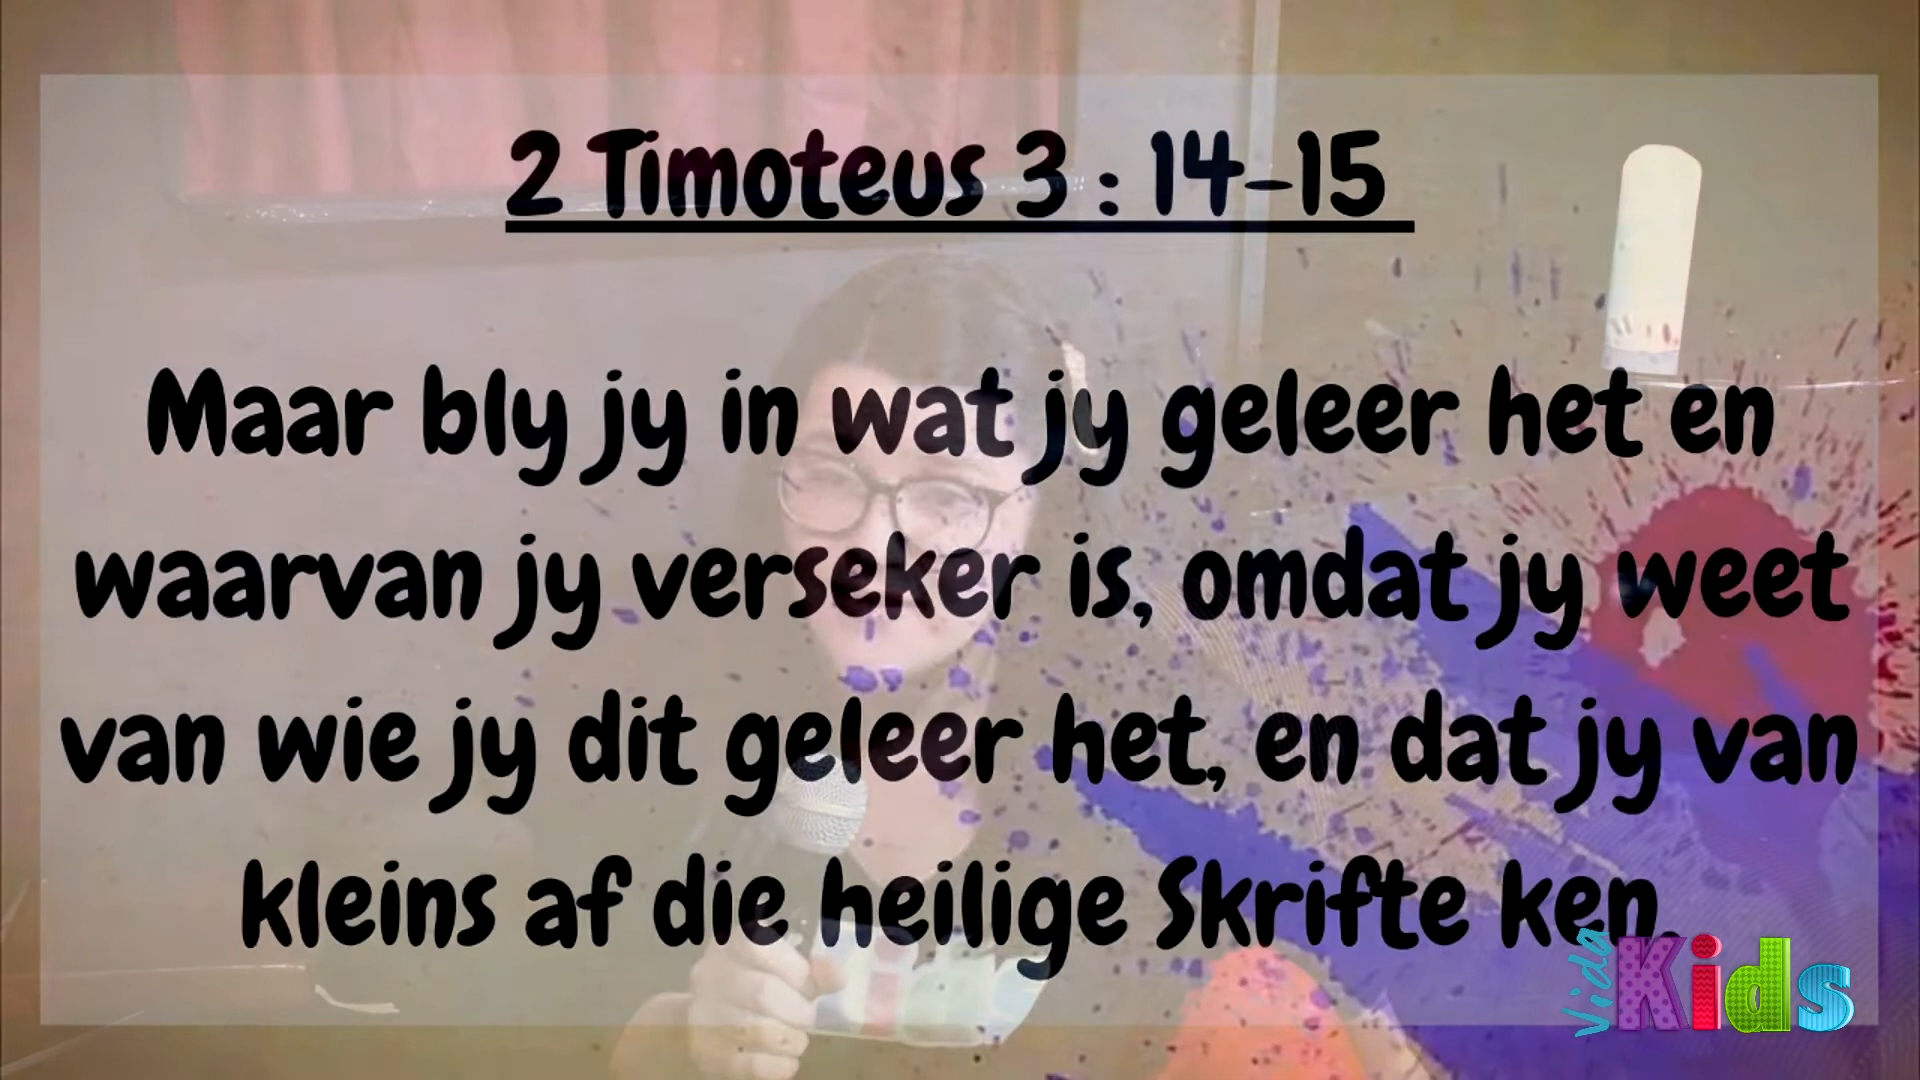 2 Timoteus 3 : 14-15
Maar bly jy in wat jy geleer het en
waarvan jy verseker is, omdat jy weet
van wie jy dit geleer het, en dat jy van
kleins af die heilige Skrifte ken.
Vida
Kids